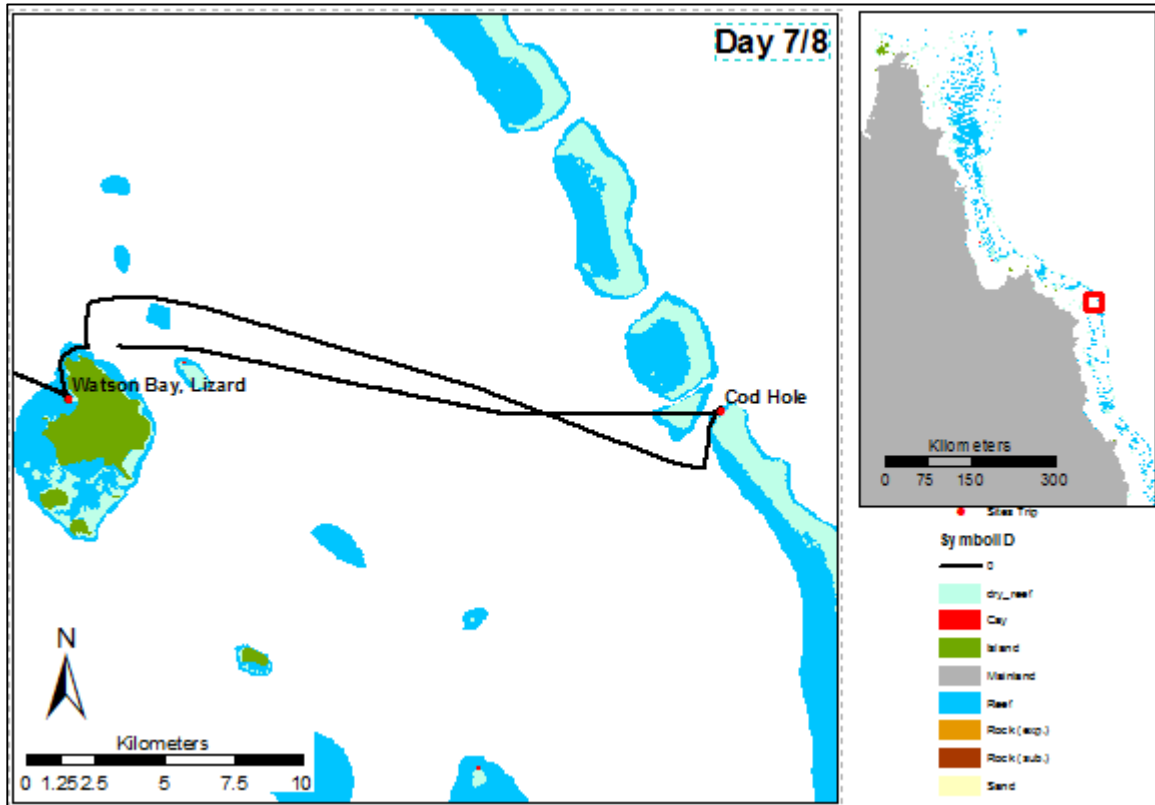 Day 7/8
Watson Bay, Lizard
Cod Hole
N
Kilometers
0 1.25 2.5 5 7.5 10
Kilometers
0 75 150 300
Sites Trip
SymbolID
0
dry_reef
Cay
Island
Mainland
Reef
Rock (exp.)
Rock (sub.)
Sand